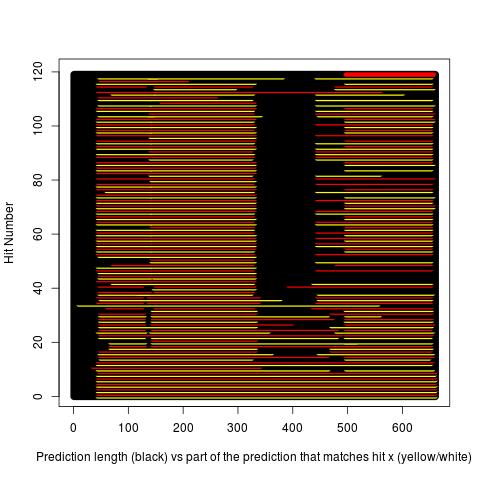 120
100
80
60
40
20
0
Hit Number
0 100 200 300 400 500 600
Prediction length (black) vs part of the prediction that matches hit x (yellow/white)